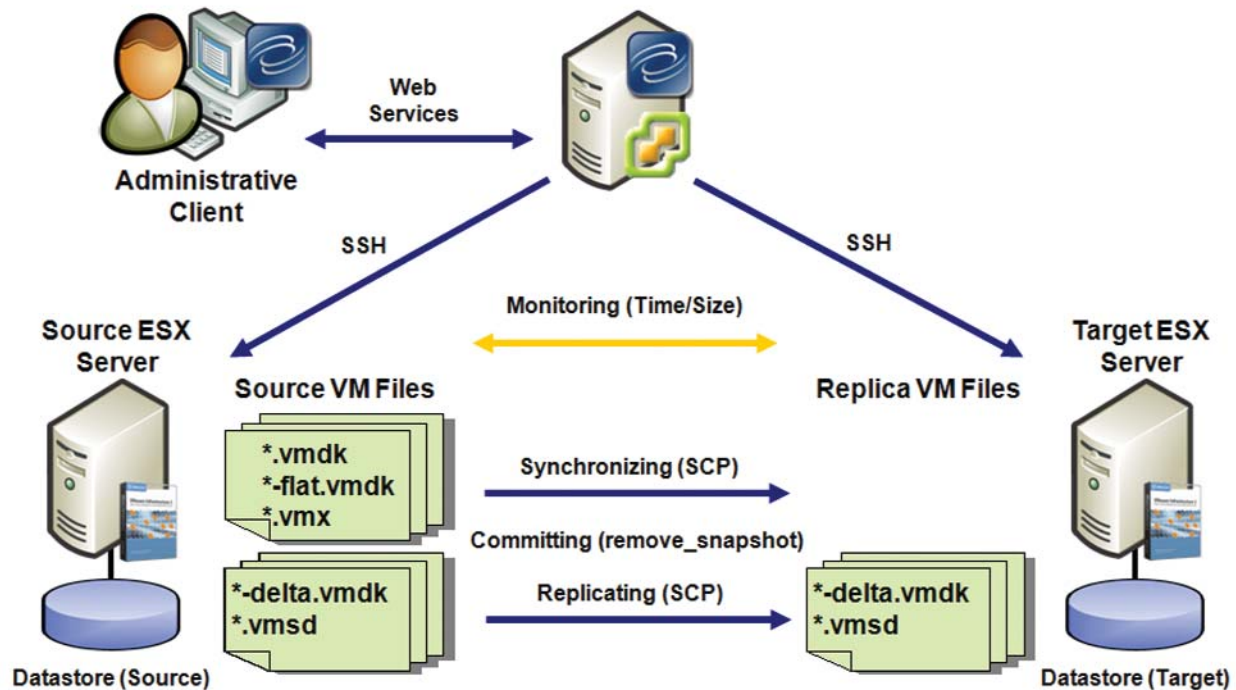 Web
Services
Administrative
Client
SSH
SSH
Monitoring (Time/Size)
Source ESX
Server
Target ESX
Server
Source VM Files
Replica VM Files
*.vmdk
*-flat.vmdk
*.vmx
Synchronizing (SCP)
Committing (remove_snapshot)
*-delta.vmdk
*.vmsd
Replicating (SCP)
*-delta.vmdk
*.vmsd
Datastore (Source)
Datastore (Target)